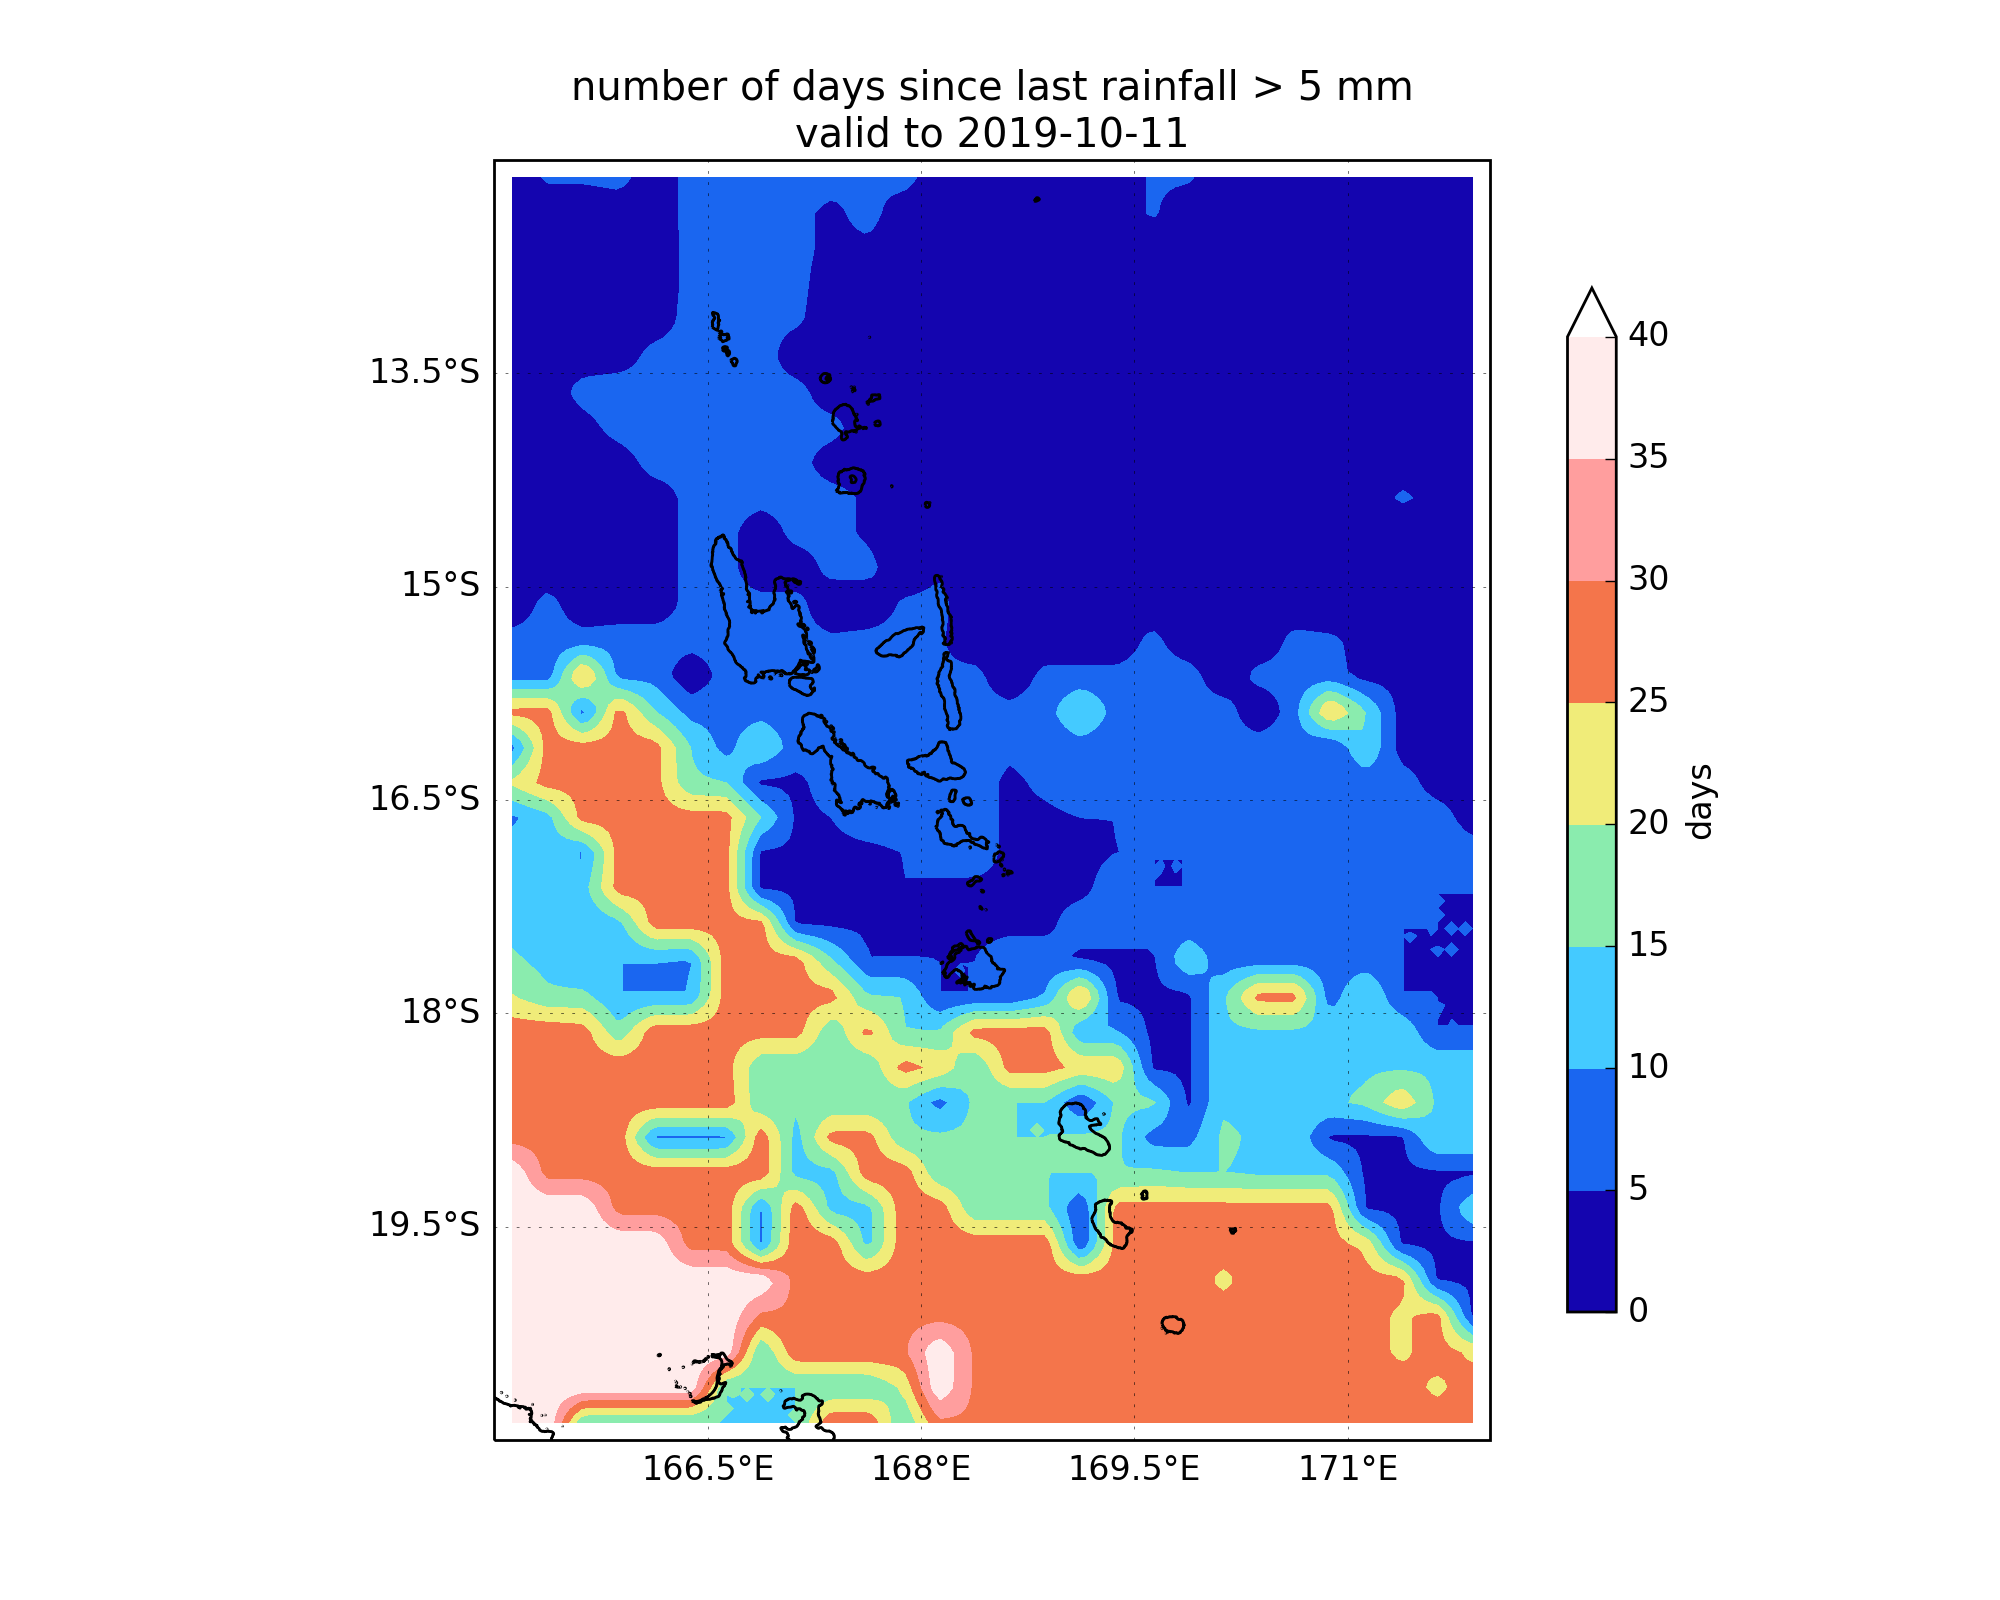 number of days since last rainfall > 5 mm
valid to 2019-10-11
13.5°S
15°S
16.5°S
18°S
19.5°S
166.5°E
168°E
169.5°E
171°E
40
35
30
25
20
15
10
5
0
days